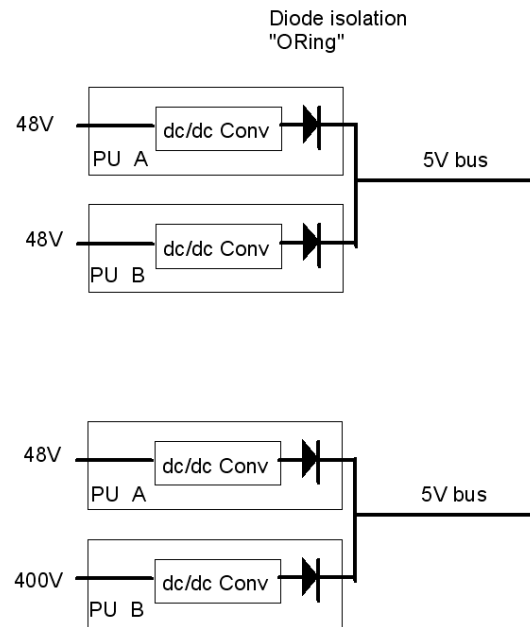 Diode isolation
"ORing"
48V
dc/dc Conv
PU A
5V bus
48V
dc/dc Conv
PU B
48V
dc/dc Conv
PU A
5V bus
400V
dc/dc Conv
PU B